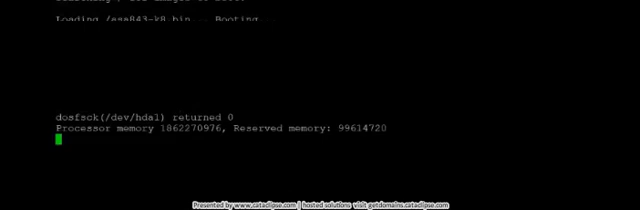 Loading /asa843-k8.bin... Booting...
dosfsck(/dev/hda1) returned 0
Processor memory 1862270976, Reserved memory: 99614720
Presented by www.cataclipse.com | hosted solutions visit getdomains.cataclipse.com